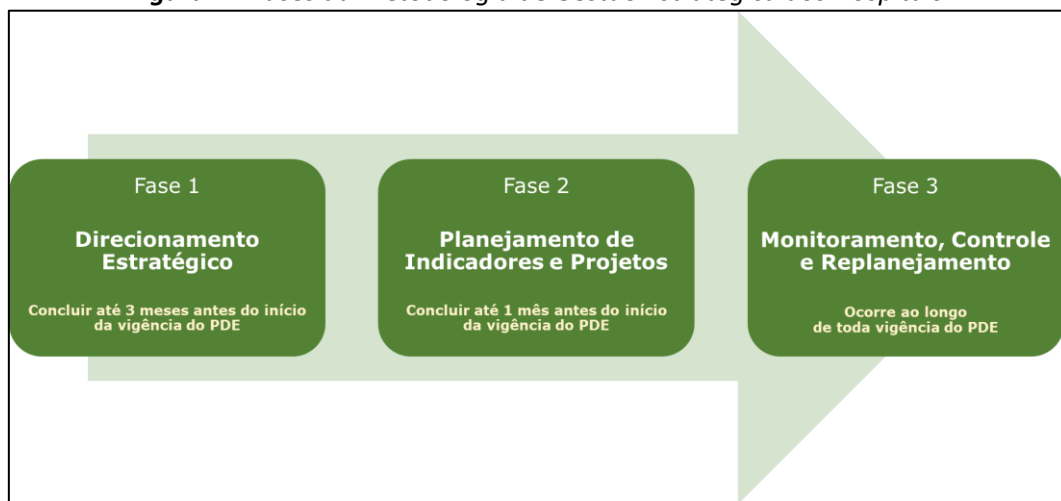 Fase 1
Direcionamento
Estratégico
Concluir até 3 meses antes do início
da vigência do PDE
Fase 2
Planejamento de
Indicadores e Projetos
Concluir até 1 mês antes do início
da vigência do PDE
Fase 3
Monitoramento, Controle
e Replanejamento
Ocorre ao longo
de toda vigência do PDE